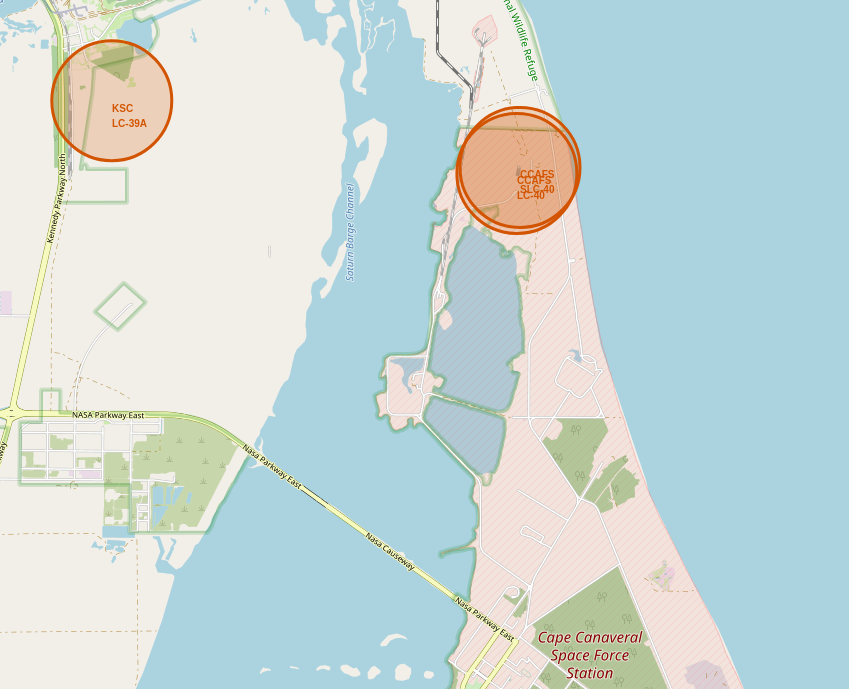 nal Wildlife Refuge
KSC
LC-39A
CCAFS
SLC-40
CCAFS
LC-40
Kennedy Parkway North
Saturn Barge Channel
NASA Parkway East
kway
Nasa Parkway East
Nasa Causeway
Nasa Parkway East
Cape Canaveral
Space Force
Station